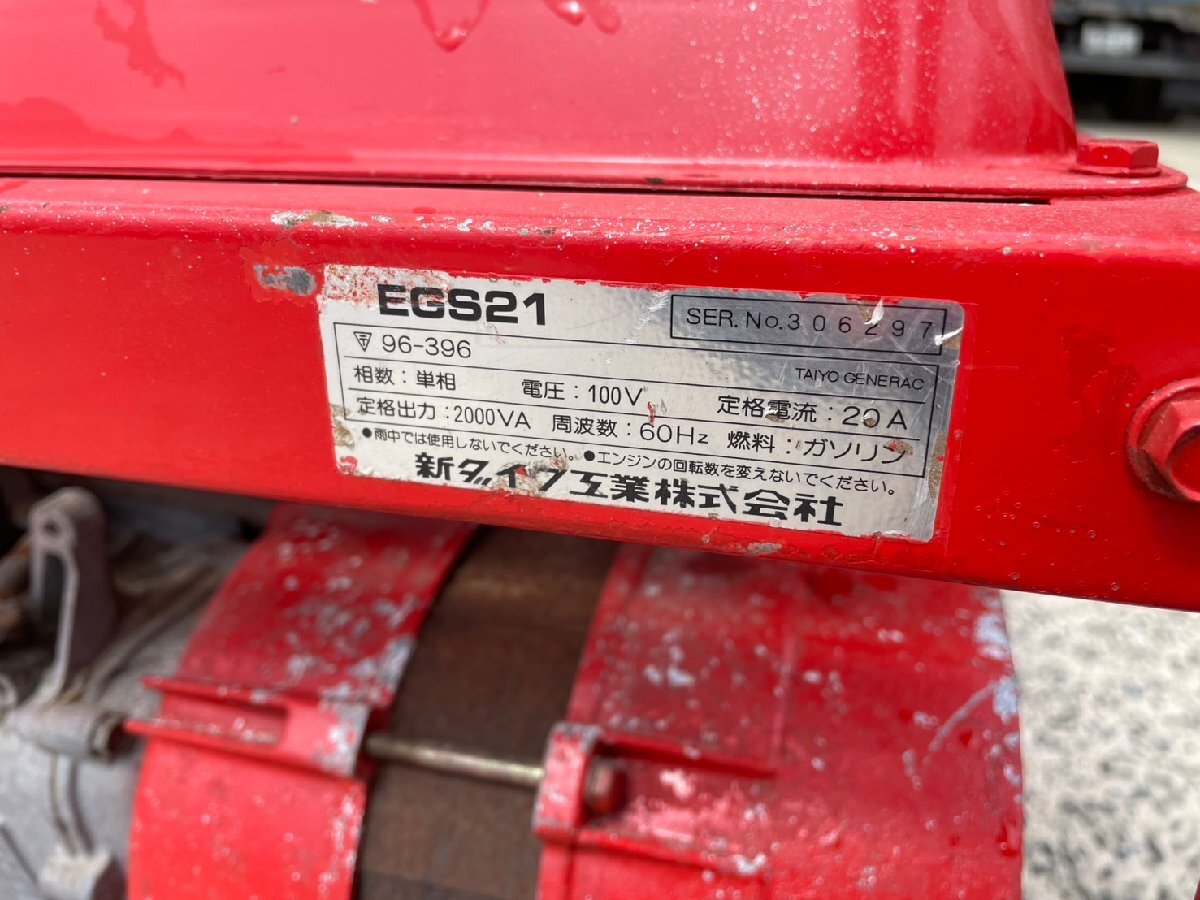 EGS21
SER. No. 306297
96-396
TAIYO GENERAC
相数：単相 電圧：100V 定格電流：20A
定格出力：2000VA 周波数：60Hz 燃料：ガソリン
●雨中では使用しないでください。 ●エンジンの回転数を変えないでください。
新ダイワ工業株式会社